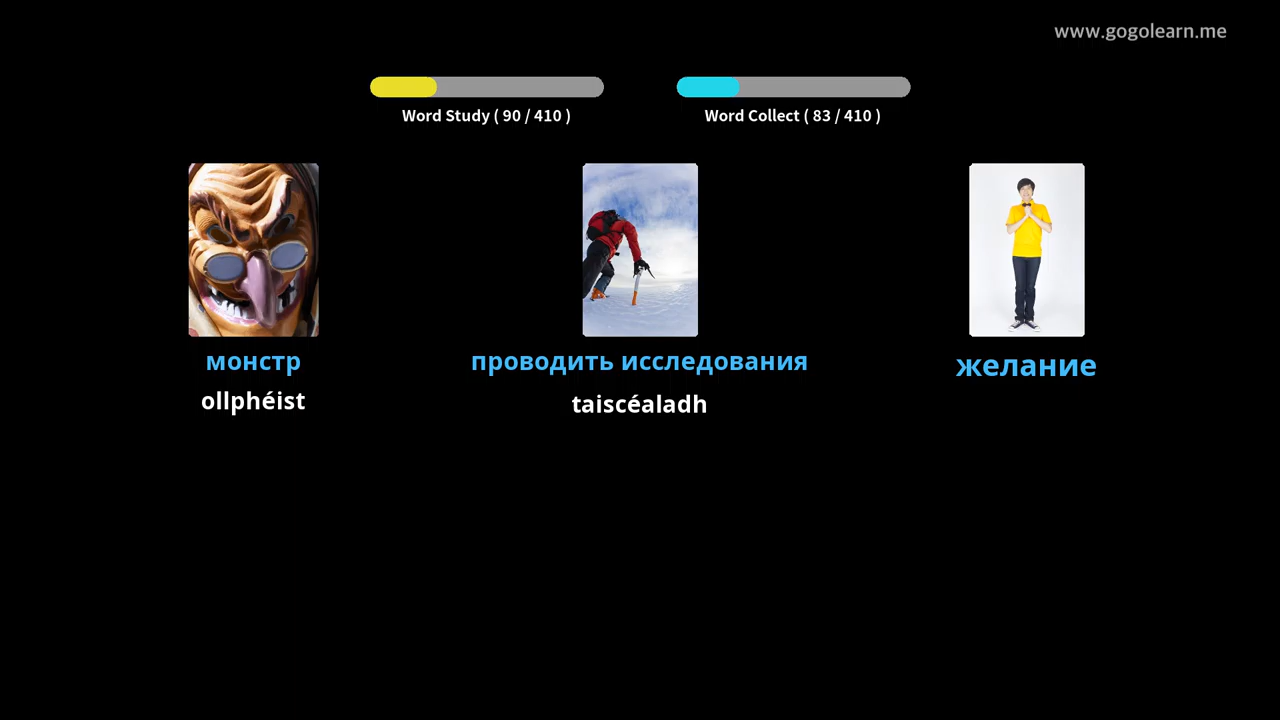 www.gogolearn.me
Word Study ( 90 / 410 )
Word Collect ( 83 / 410 )
монстр
проводить исследования
желание
ollphéist
taiscéaladh